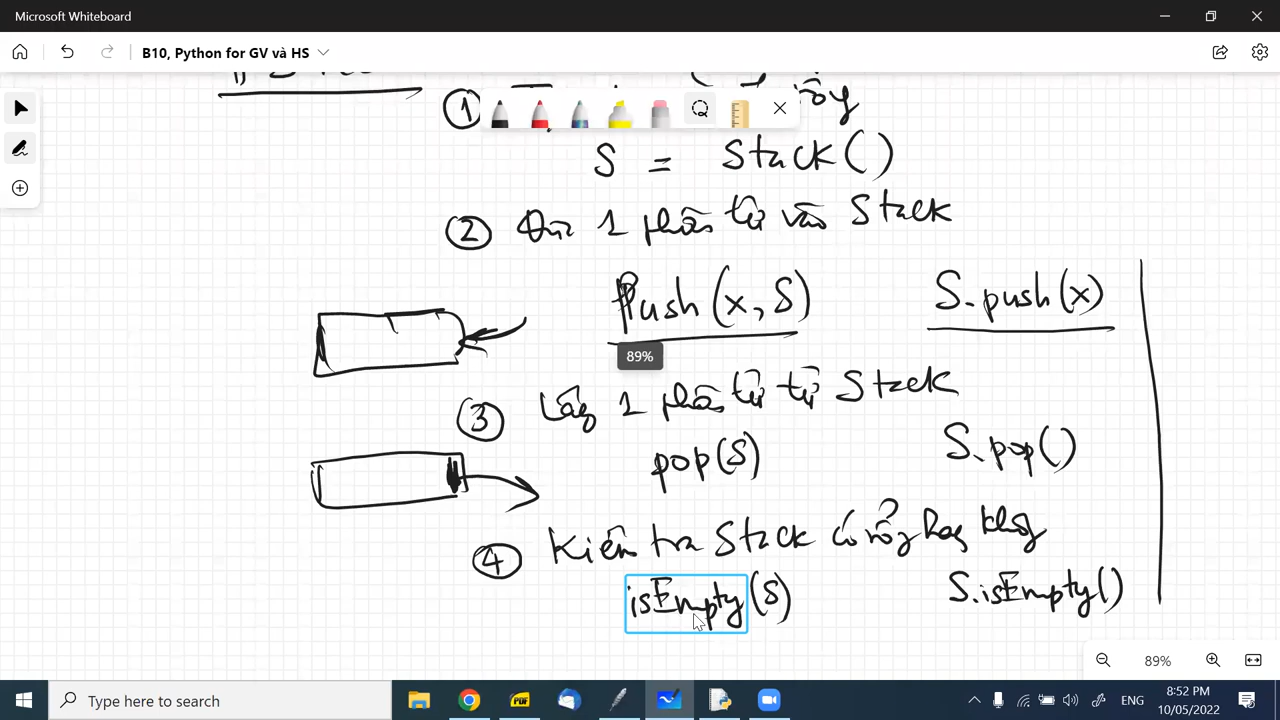 Microsoft Whiteboard
B10, Python for GV và HS
①
S = Stack()
② Đưa 1 phần tử vào Stack
Push(x, S) S.push(x)
89%
③ Lấy 1 phần tử từ Stack
pop(S) S.pop()
④ Kiểm tra Stack có rỗng hay không
isEmpty(S) S.isEmpty()
89%
Type here to search
PDF
ENG
8:52 PM
10/05/2022